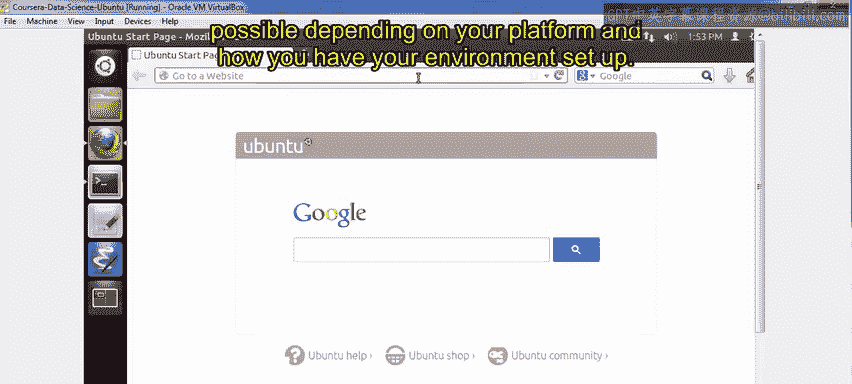 Coursera-Data-Science-Ubuntu [Running] - Oracle VM VirtualBox
File Machine View Input Devices Help
possible depending on your platform and
how you have your environment set up.
Ubuntu Start Page - Mozil
1:53 PM
Ubuntu Start Pa
Go to a Website
Google
ubuntu
Google
Ubuntu help ›
Ubuntu shop ›
Ubuntu community ›